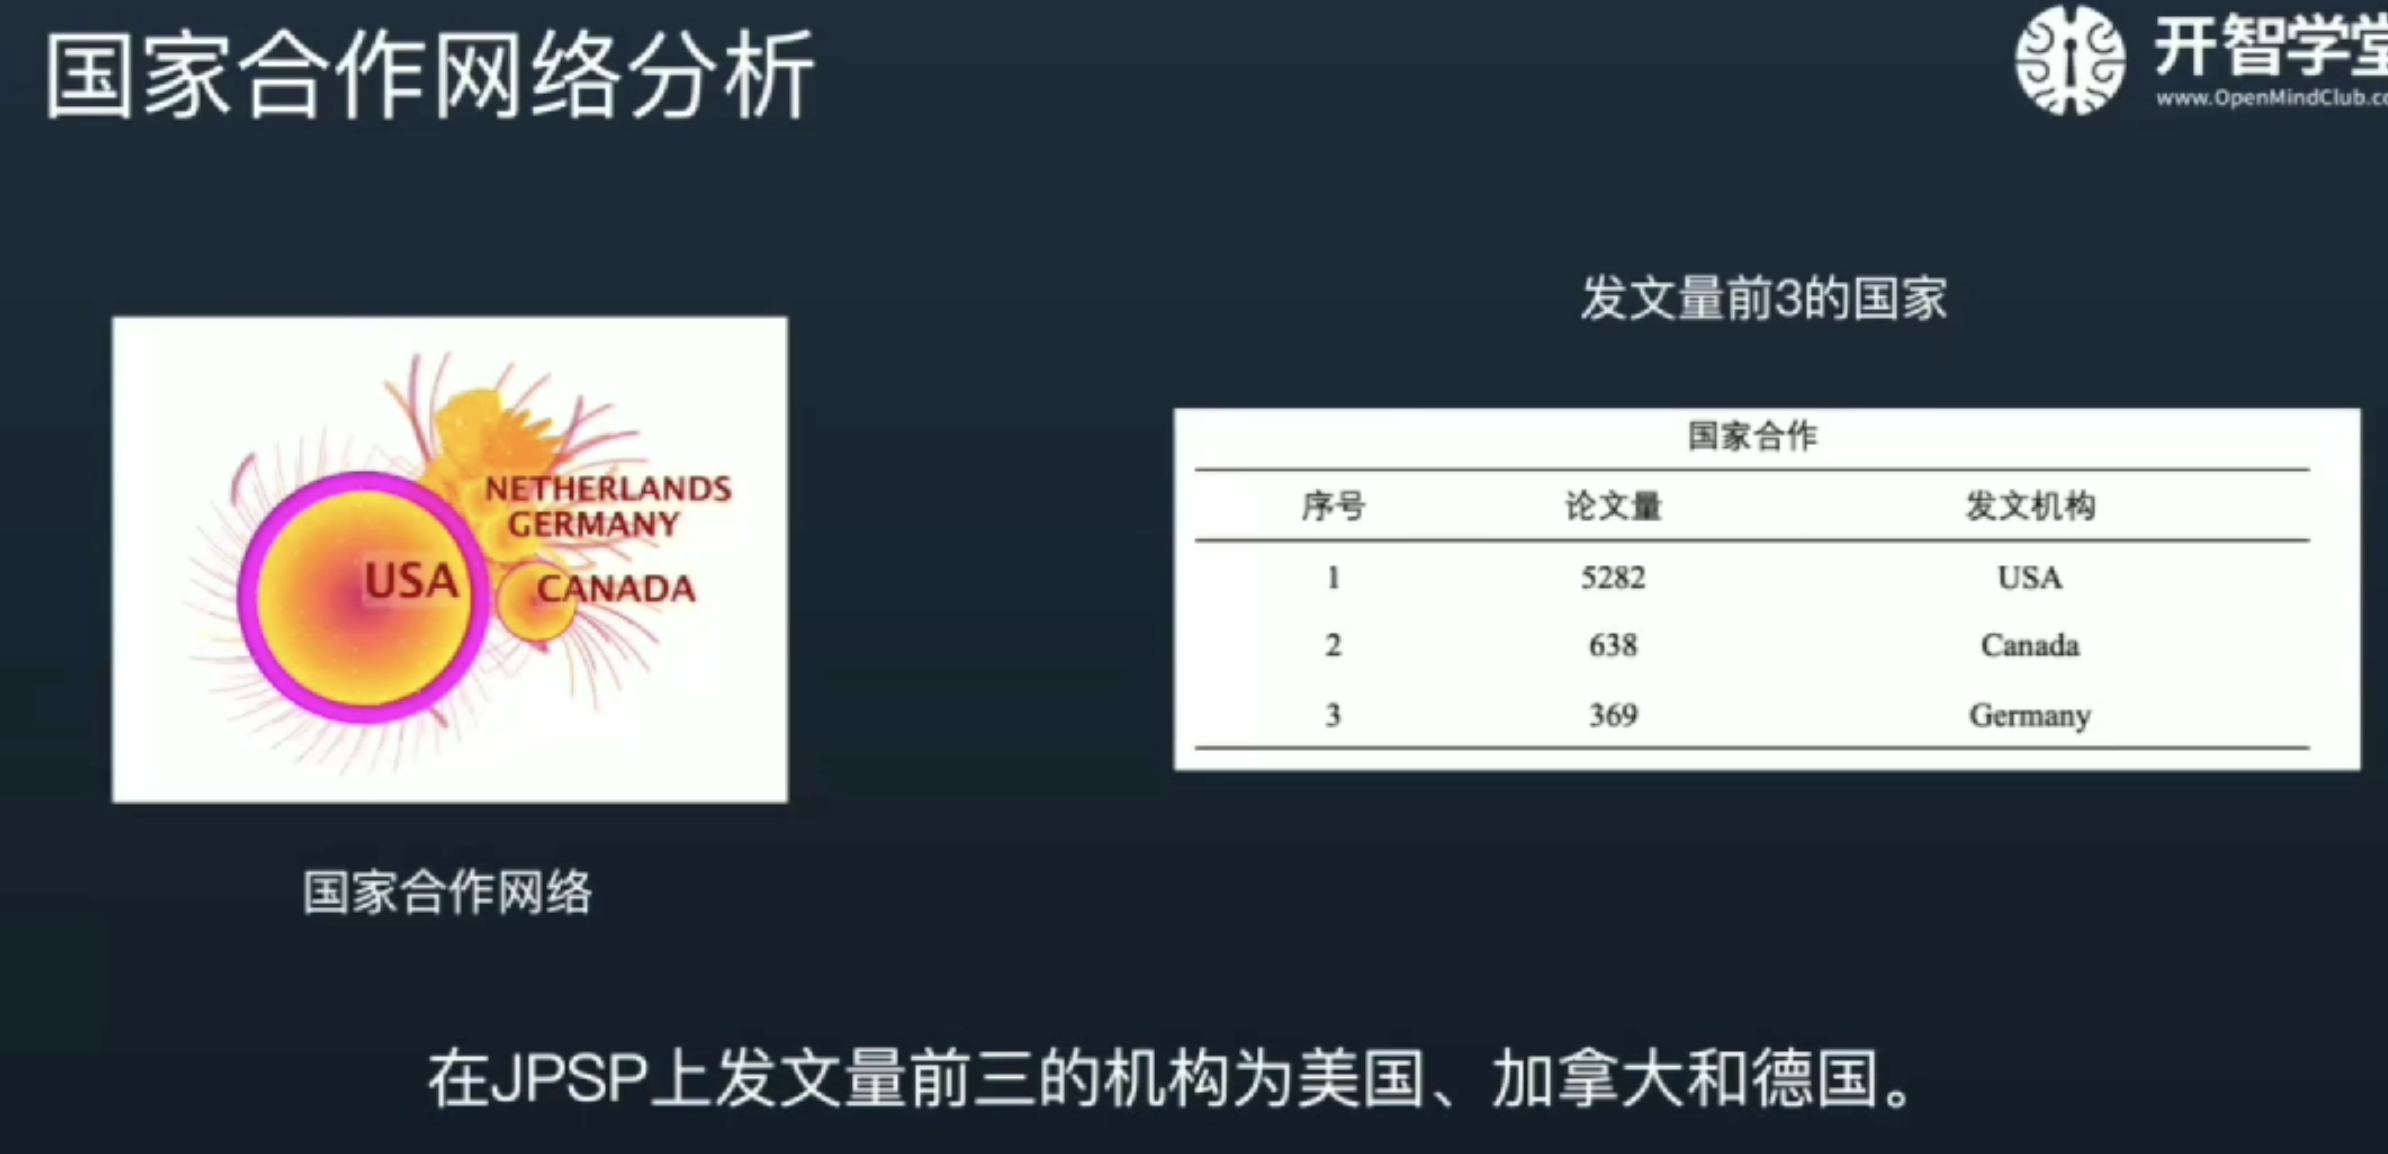 国家合作网络分析
开智学堂
www.OpenMindClub.c
发文量前3的国家
NETHERLANDS
GERMANY
USA
CANADA
国家合作
序号 论文量 发文机构
1 5282 USA
2 638 Canada
3 369 Germany
国家合作网络
在JPSP上发文量前三的机构为美国、加拿大和德国。